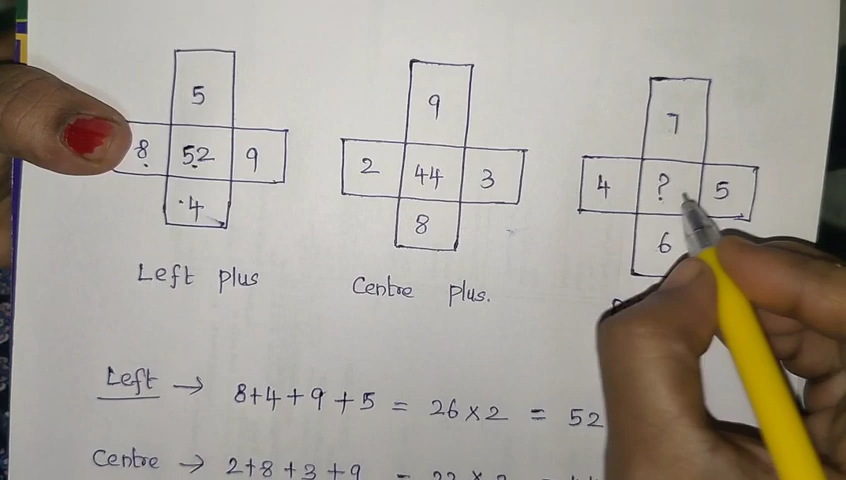 5
8 52 9
4
9
2 44 3
8
7
4 ? 5
6
Left plus
Centre plus.
Left → 8+4+9+5 = 26×2 = 52
Centre → 2+8+3+9 = 22 ×